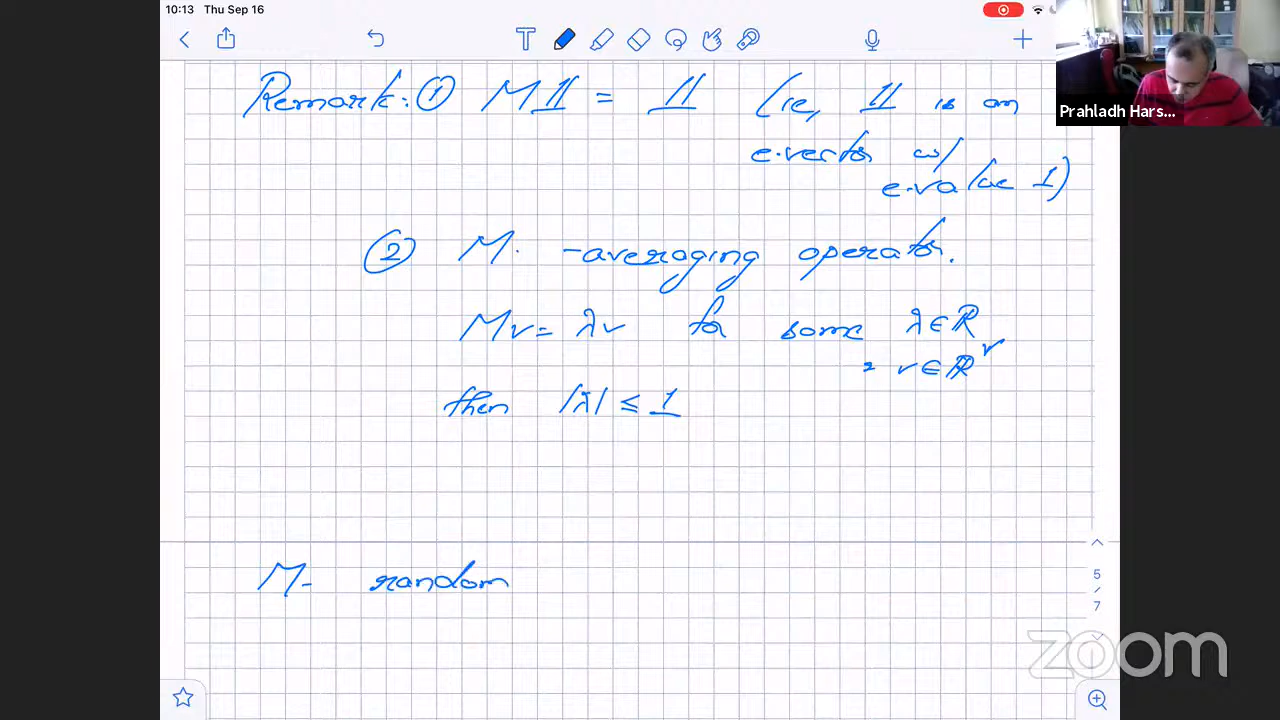 10:13 Thu Sep 16
Prahladh Hars...
Remark: ① M𝟙 = 𝟙 (ie, 𝟙 is an
e.vector w/
e.value 1)
② M. - averaging operator.
Mv = λv for some λ∈ℝ
v∈ℝ^V
then |λ| ≤ 1
5
/
7
M - random
zoom